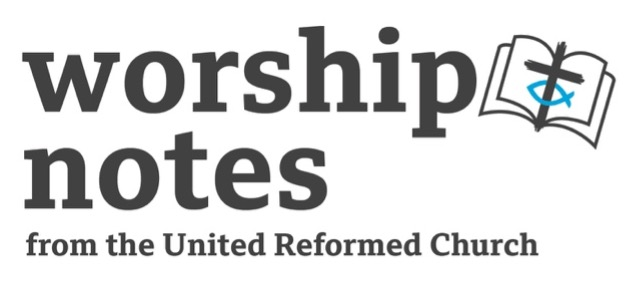 worship
notes
from the United Reformed Church